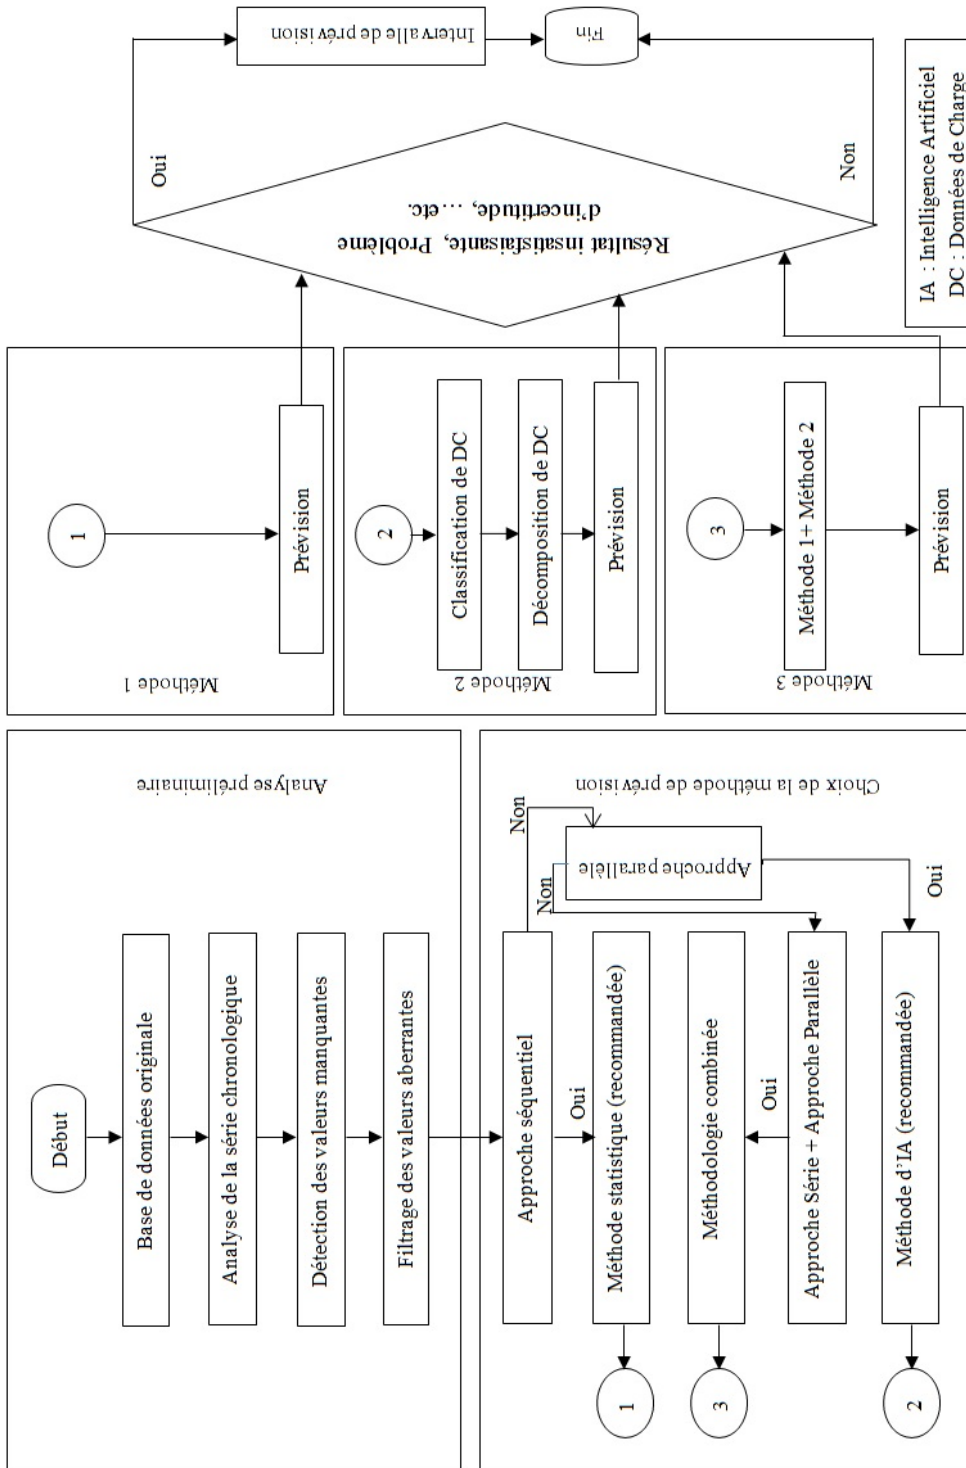 Début
Base de données originale
Analyse de la série chronologique
Détection des valeurs manquantes
Filtrage des valeurs aberrantes
Analyse préliminaire
Approche séquentiel
Oui
Non
Méthode statistique (recommandée)
Méthodologie combinée
Oui
Approche Série + Approche Parallèle
Méthode d'IA (recommandée)
Approche parallèle
Non
Oui
Choix de la méthode de prévision
1
3
2
Méthode 1
1
Prévision
Méthode 2
2
Classification de DC
Décomposition de DC
Prévision
Méthode 3
3
Méthode 1+ Méthode 2
Prévision
Résultat insatisfaisante, Problème
d'incertitude, ….etc.
Oui
Non
Intervalle de prévision
Fin
IA : Intelligence Artificiel
DC : Données de Charge